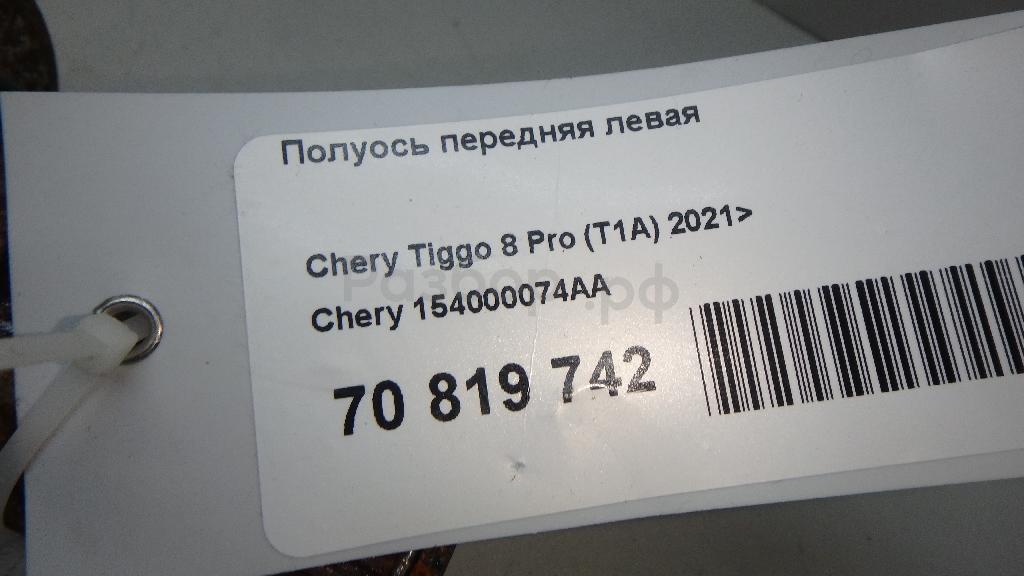 Полуось передняя левая
Chery Tiggo 8 Pro (T1A) 2021>
Разбор.рф
Chery 154000074AA
70 819 742